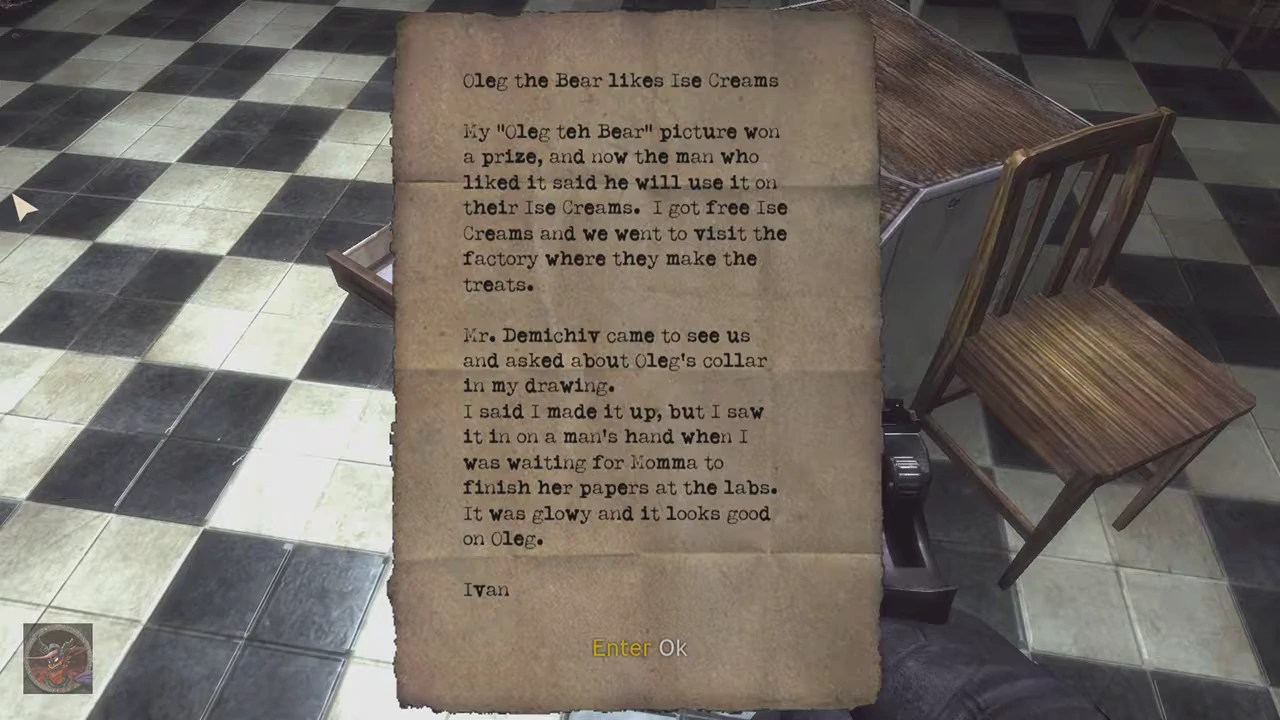 Oleg the Bear likes Ise Creams
My "Oleg teh Bear" picture won
a prize, and now the man who
liked it said he will use it on
their Ise Creams. I got free Ise
Creams and we went to visit the
factory where they make the
treats.
Mr. Demichiv came to see us
and asked about Oleg's collar
in my drawing.
I said I made it up, but I saw
it in on a man's hand when I
was waiting for Momma to
finish her papers at the labs.
It was glowy and it looks good
on Oleg.
Ivan
Enter Ok